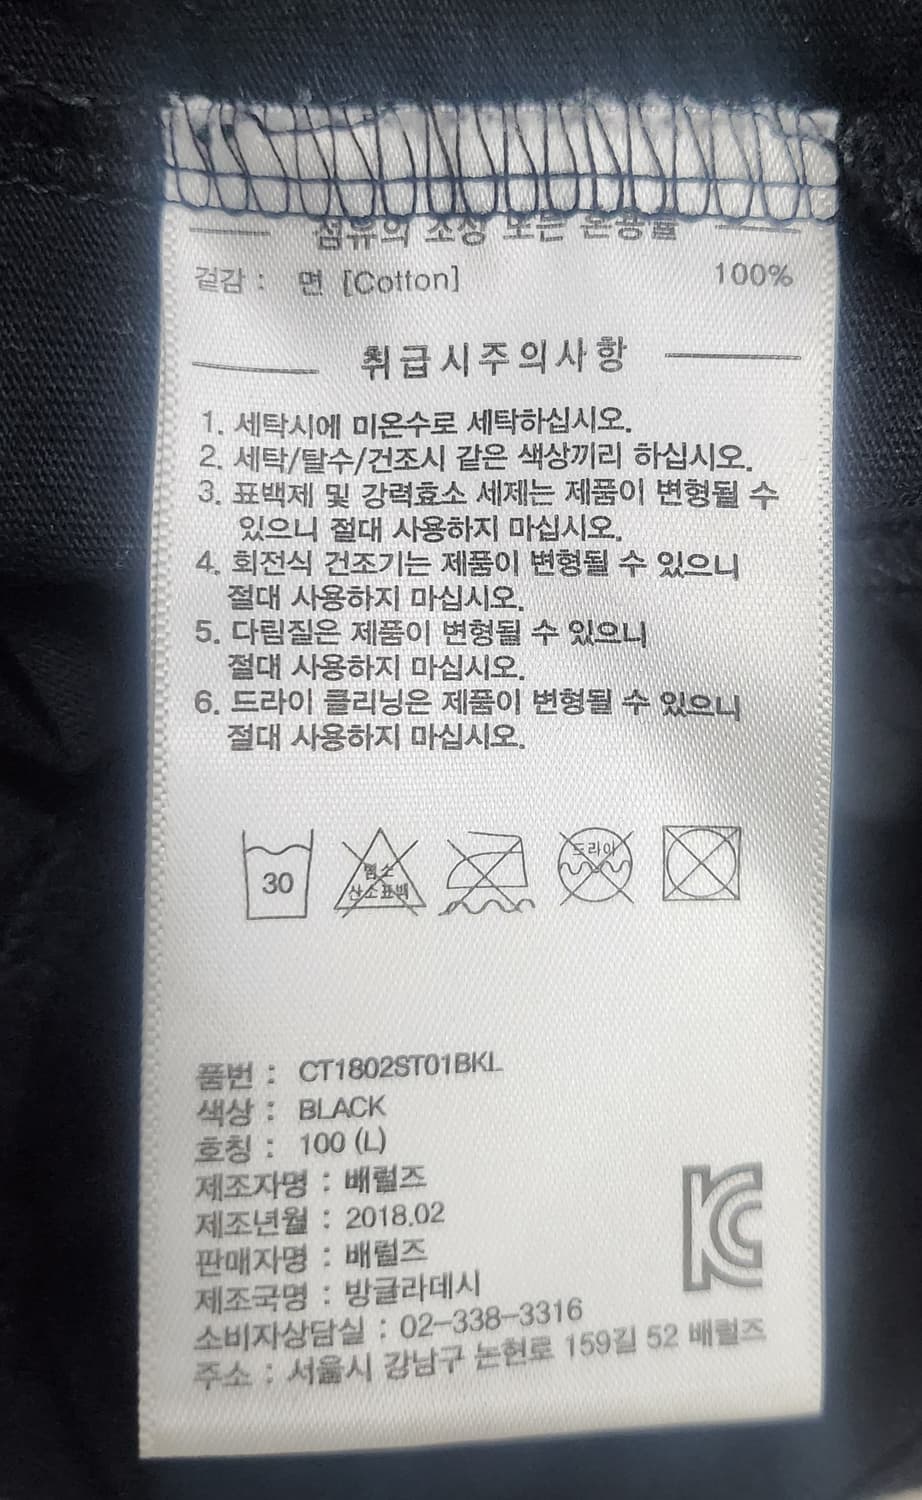 섬유의 조성 또는 혼용률
겉감 : 면 [Cotton] 100%
취급시주의사항
1. 세탁시에 미온수로 세탁하십시오.
2. 세탁/탈수/건조시 같은 색상끼리 하십시오.
3. 표백제 및 강력효소 세제는 제품이 변형될 수
있으니 절대 사용하지 마십시오.
4. 회전식 건조기는 제품이 변형될 수 있으니
절대 사용하지 마십시오.
5. 다림질은 제품이 변형될 수 있으니
절대 사용하지 마십시오.
6. 드라이 클리닝은 제품이 변형될 수 있으니
절대 사용하지 마십시오.
30
염소
산소표백
드라이
품번 : CT1802ST01BKL
색상 : BLACK
호칭 : 100 (L)
제조자명 : 배럴즈
제조년월 : 2018.02
판매자명 : 배럴즈
제조국명 : 방글라데시
소비자상담실 : 02-338-3316
주소 : 서울시 강남구 논현로 159길 52 배럴즈
KC